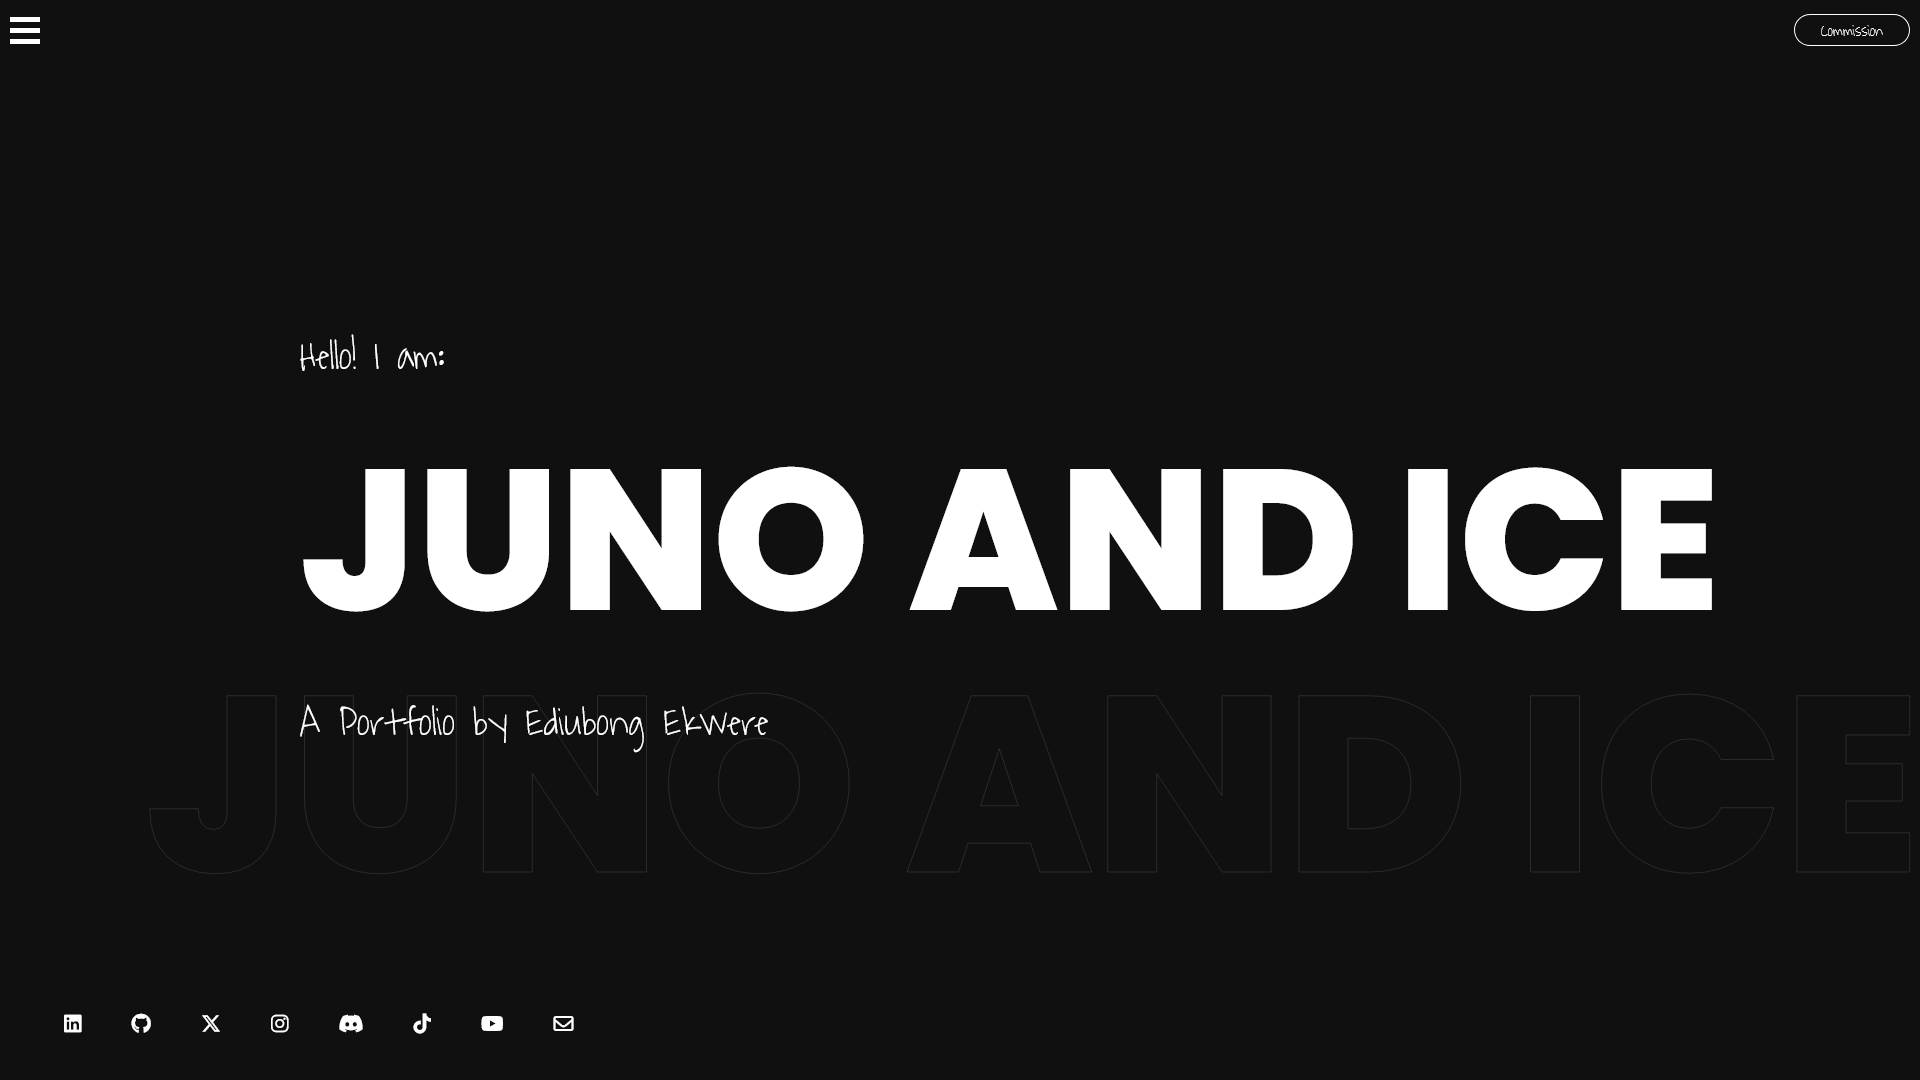 Commission
Hello! I am:
JUNO AND ICE
A Portfolio by Ediubong Ekwere
JUNO AND ICE